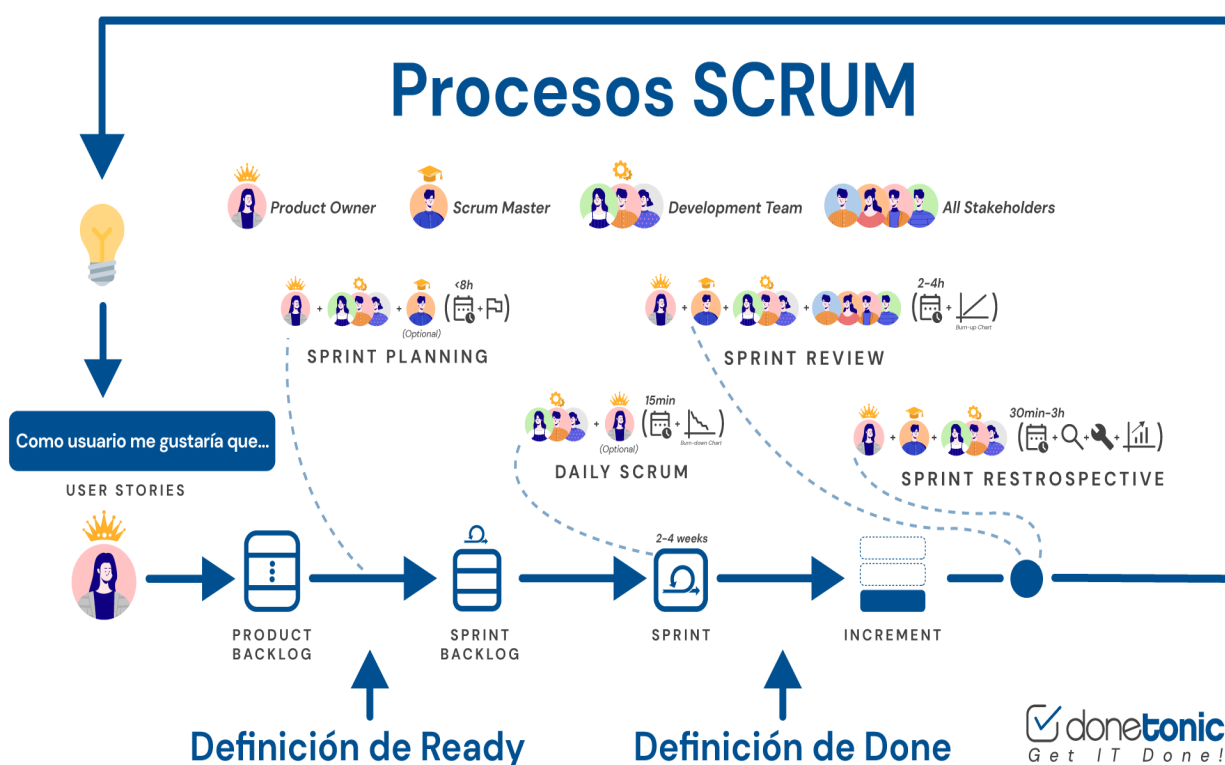 Procesos SCRUM
Product Owner
Scrum Master
Development Team
All Stakeholders
<8h
(Optional)
SPRINT PLANNING
2-4h
Burn-up Chart
SPRINT REVIEW
15min
(Optional)
Burn-down Chart
DAILY SCRUM
30min-3h
SPRINT RESTROSPECTIVE
Como usuario me gustaría que...
USER STORIES
2-4 weeks
PRODUCT
BACKLOG
SPRINT
BACKLOG
SPRINT
INCREMENT
Definición de Ready
Definición de Done
donetonic
Get IT Done!